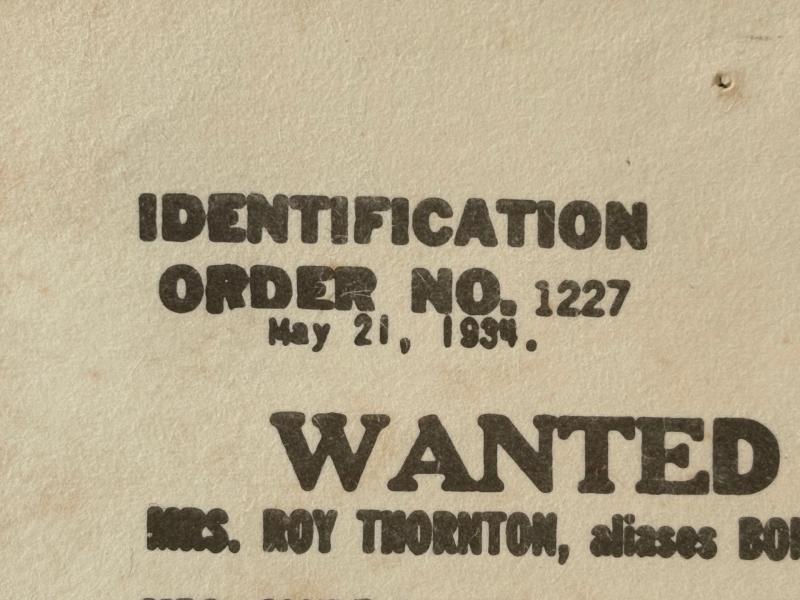 IDENTIFICATION
ORDER NO. 1227
May 21, 1934.
WANTED
MRS. ROY THORNTON, aliases